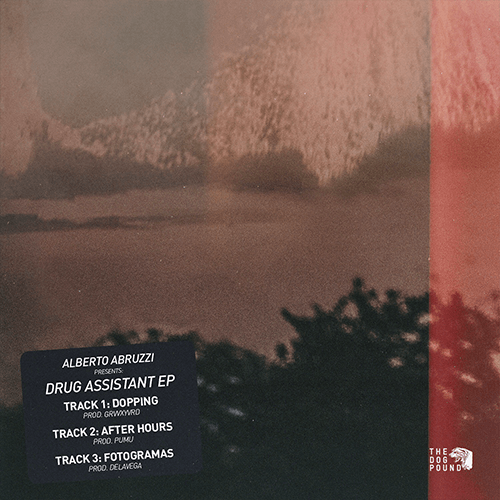 ALBERTO ABRUZZI
PRESENTS:
DRUG ASSISTANT EP
TRACK 1: DOPPING
PROD. GRWXYVRO
TRACK 2: AFTER HOURS
PROD. PUMU
TRACK 3: FOTOGRAMAS
PROD. DELAVEGA
THE
DOG
POUND